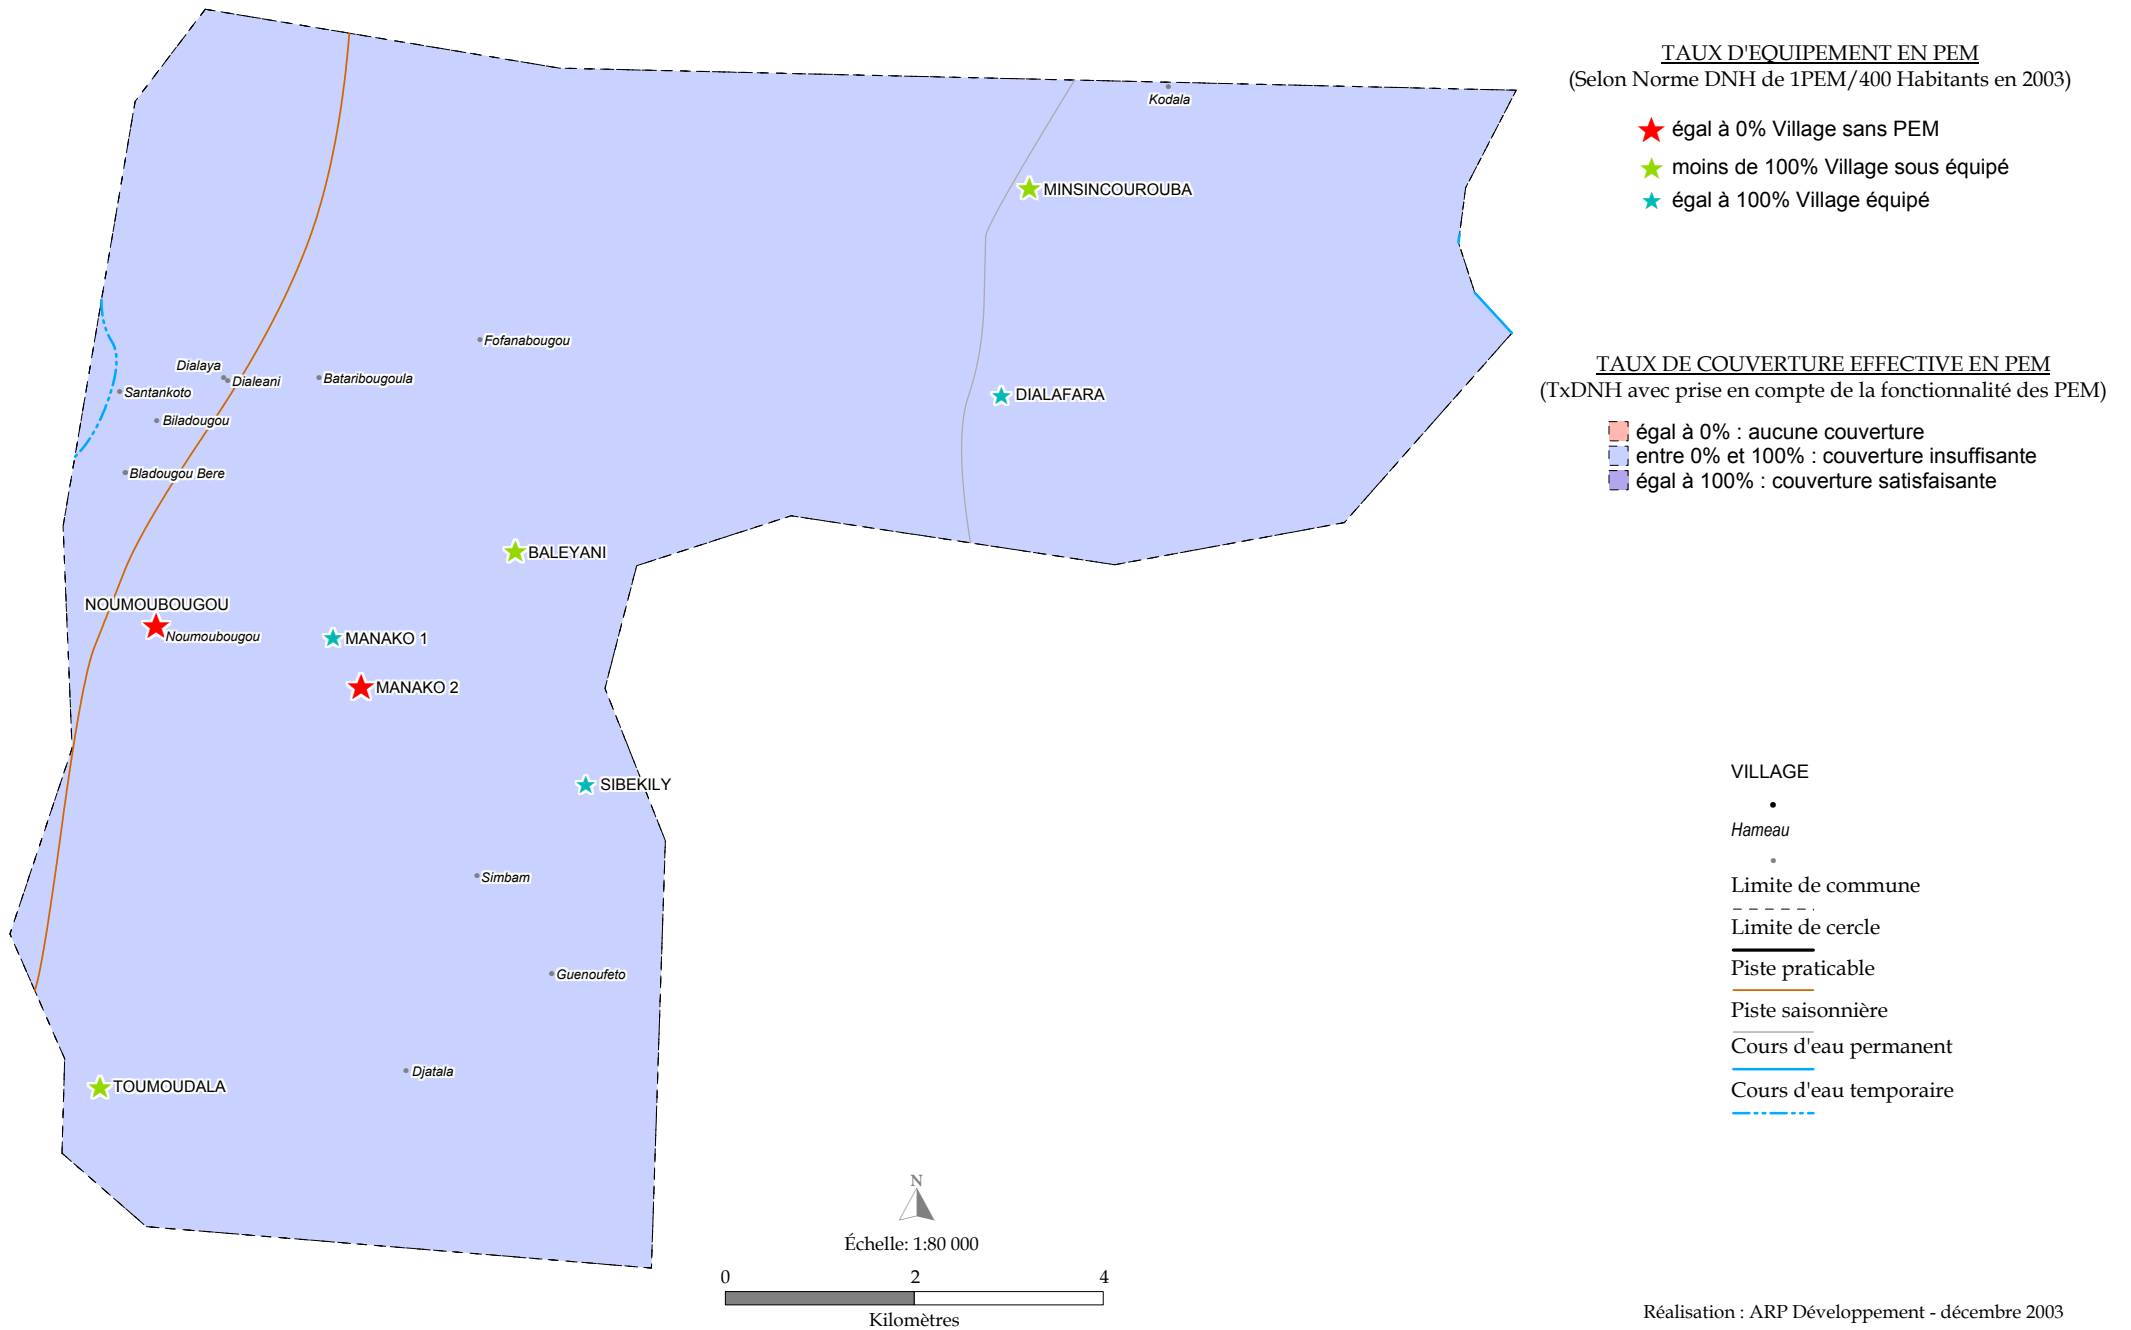 TAUX D'EQUIPEMENT EN PEM
(Selon Norme DNH de 1PEM/400 Habitants en 2003)
égal à 0% Village sans PEM
moins de 100% Village sous équipé
égal à 100% Village équipé
TAUX DE COUVERTURE EFFECTIVE EN PEM
(TxDNH avec prise en compte de la fonctionnalité des PEM)
égal à 0% : aucune couverture
entre 0% et 100% : couverture insuffisante
égal à 100% : couverture satisfaisante
Kodala
MINSINCOUROUBA
Fofanabougou
Dialaya
Dialeani
Bataribougoula
Santankoto
DIALAFARA
Biladougou
Bladougou Bere
BALEYANI
NOUMOUBOUGOU
Noumoubougou
MANAKO 1
MANAKO 2
SIBEKILY
Simbam
Guenoufeto
Djatala
TOUMOUDALA
VILLAGE
Hameau
Limite de commune
Limite de cercle
Piste praticable
Piste saisonnière
Cours d'eau permanent
Cours d'eau temporaire
N
Échelle: 1:80 000
0 2 4
Kilomètres
Réalisation : ARP Développement - décembre 2003